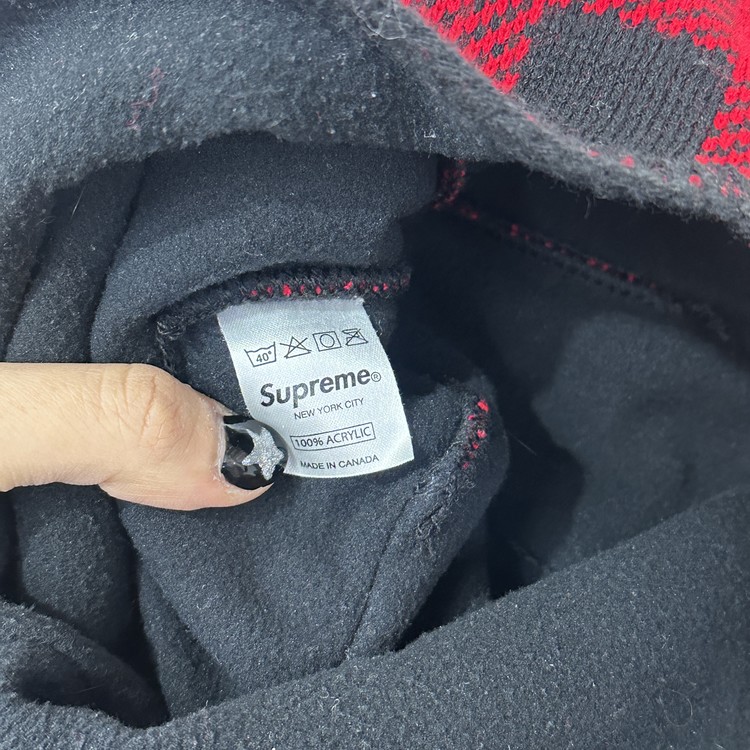 40°
Supreme®
NEW YORK CITY
100% ACRYLIC
MADE IN CANADA